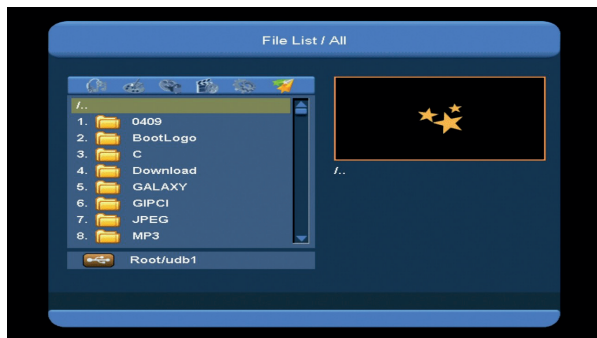 File List / All
/..
1. 0409
2. BootLogo
3. C
4. Download
5. GALAXY
6. GIPCI
7. JPEG
8. MP3
/..
Root/udb1